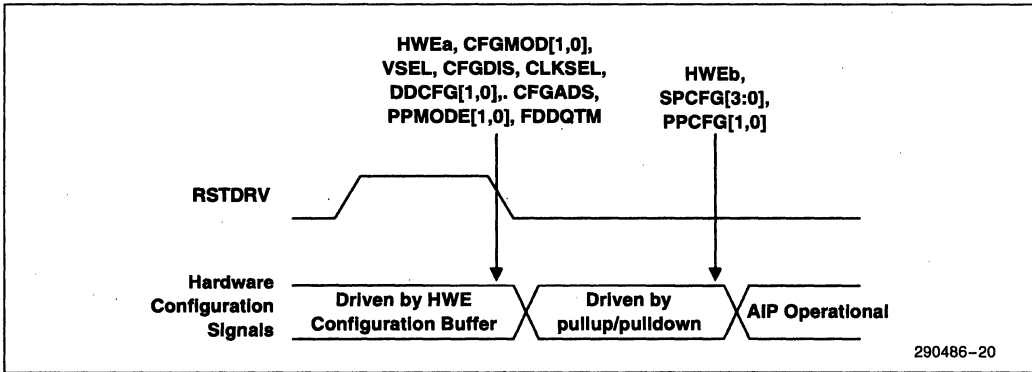 HWEa, CFGMOD[1,0],
VSEL, CFGDIS, CLKSEL,
DDCFG[1,0],. CFGADS,
PPMODE[1,0], FDDQTM
HWEb,
SPCFG[3:0],
PPCFG[1,0]
RSTDRV
Hardware
Configuration
Signals
Driven by HWE
Configuration Buffer
Driven by
pullup/pulldown
AIP Operational
290486-20